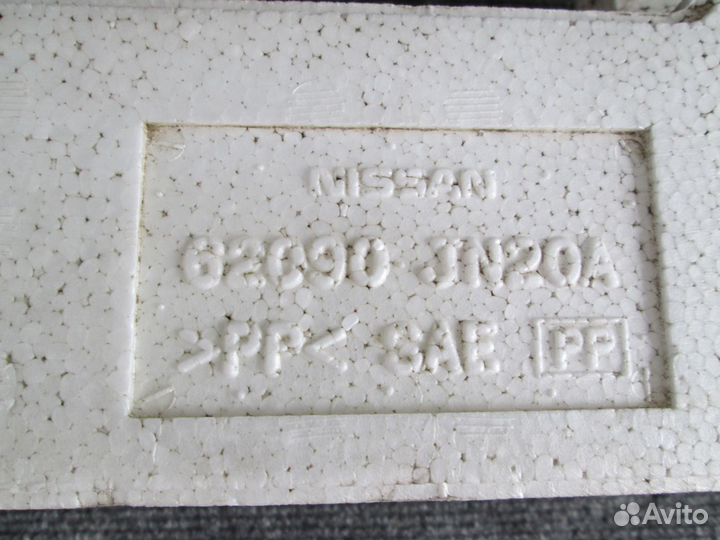 NISSAN
62090-JN20A
>PP< SAE PP
Avito